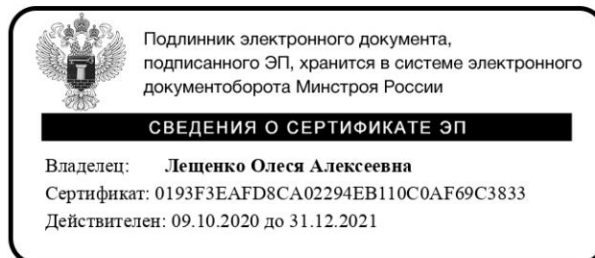 Подлинник электронного документа,
подписанного ЭП, хранится в системе электронного
документоборота Минстроя России
СВЕДЕНИЯ О СЕРТИФИКАТЕ ЭП
Владелец: Лещенко Олеся Алексеевна
Сертификат: 0193F3EAFD8CA02294EB110C0AF69C3833
Действителен: 09.10.2020 до 31.12.2021